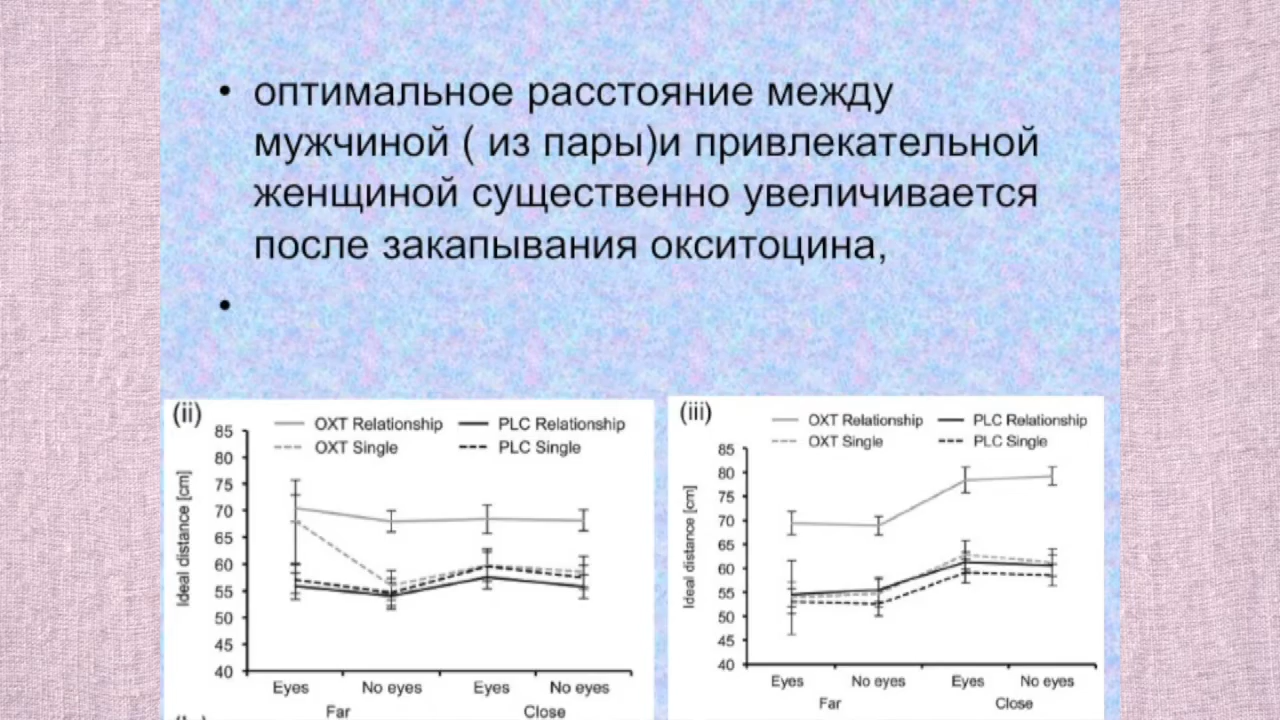 • оптимальное расстояние между
мужчиной ( из пары)и привлекательной
женщиной существенно увеличивается
после закапывания окситоцина,
•
(ii)
OXT Relationship PLC Relationship
OXT Single PLC Single
85
80
75
70
65
60
55
50
45
40
Ideal distance [cm]
Eyes No eyes Eyes No eyes
Far Close
(iii)
OXT Relationship PLC Relationship
OXT Single PLC Single
85
80
75
70
65
60
55
50
45
40
Ideal distance [cm]
Eyes No eyes Eyes No eyes
Far Close